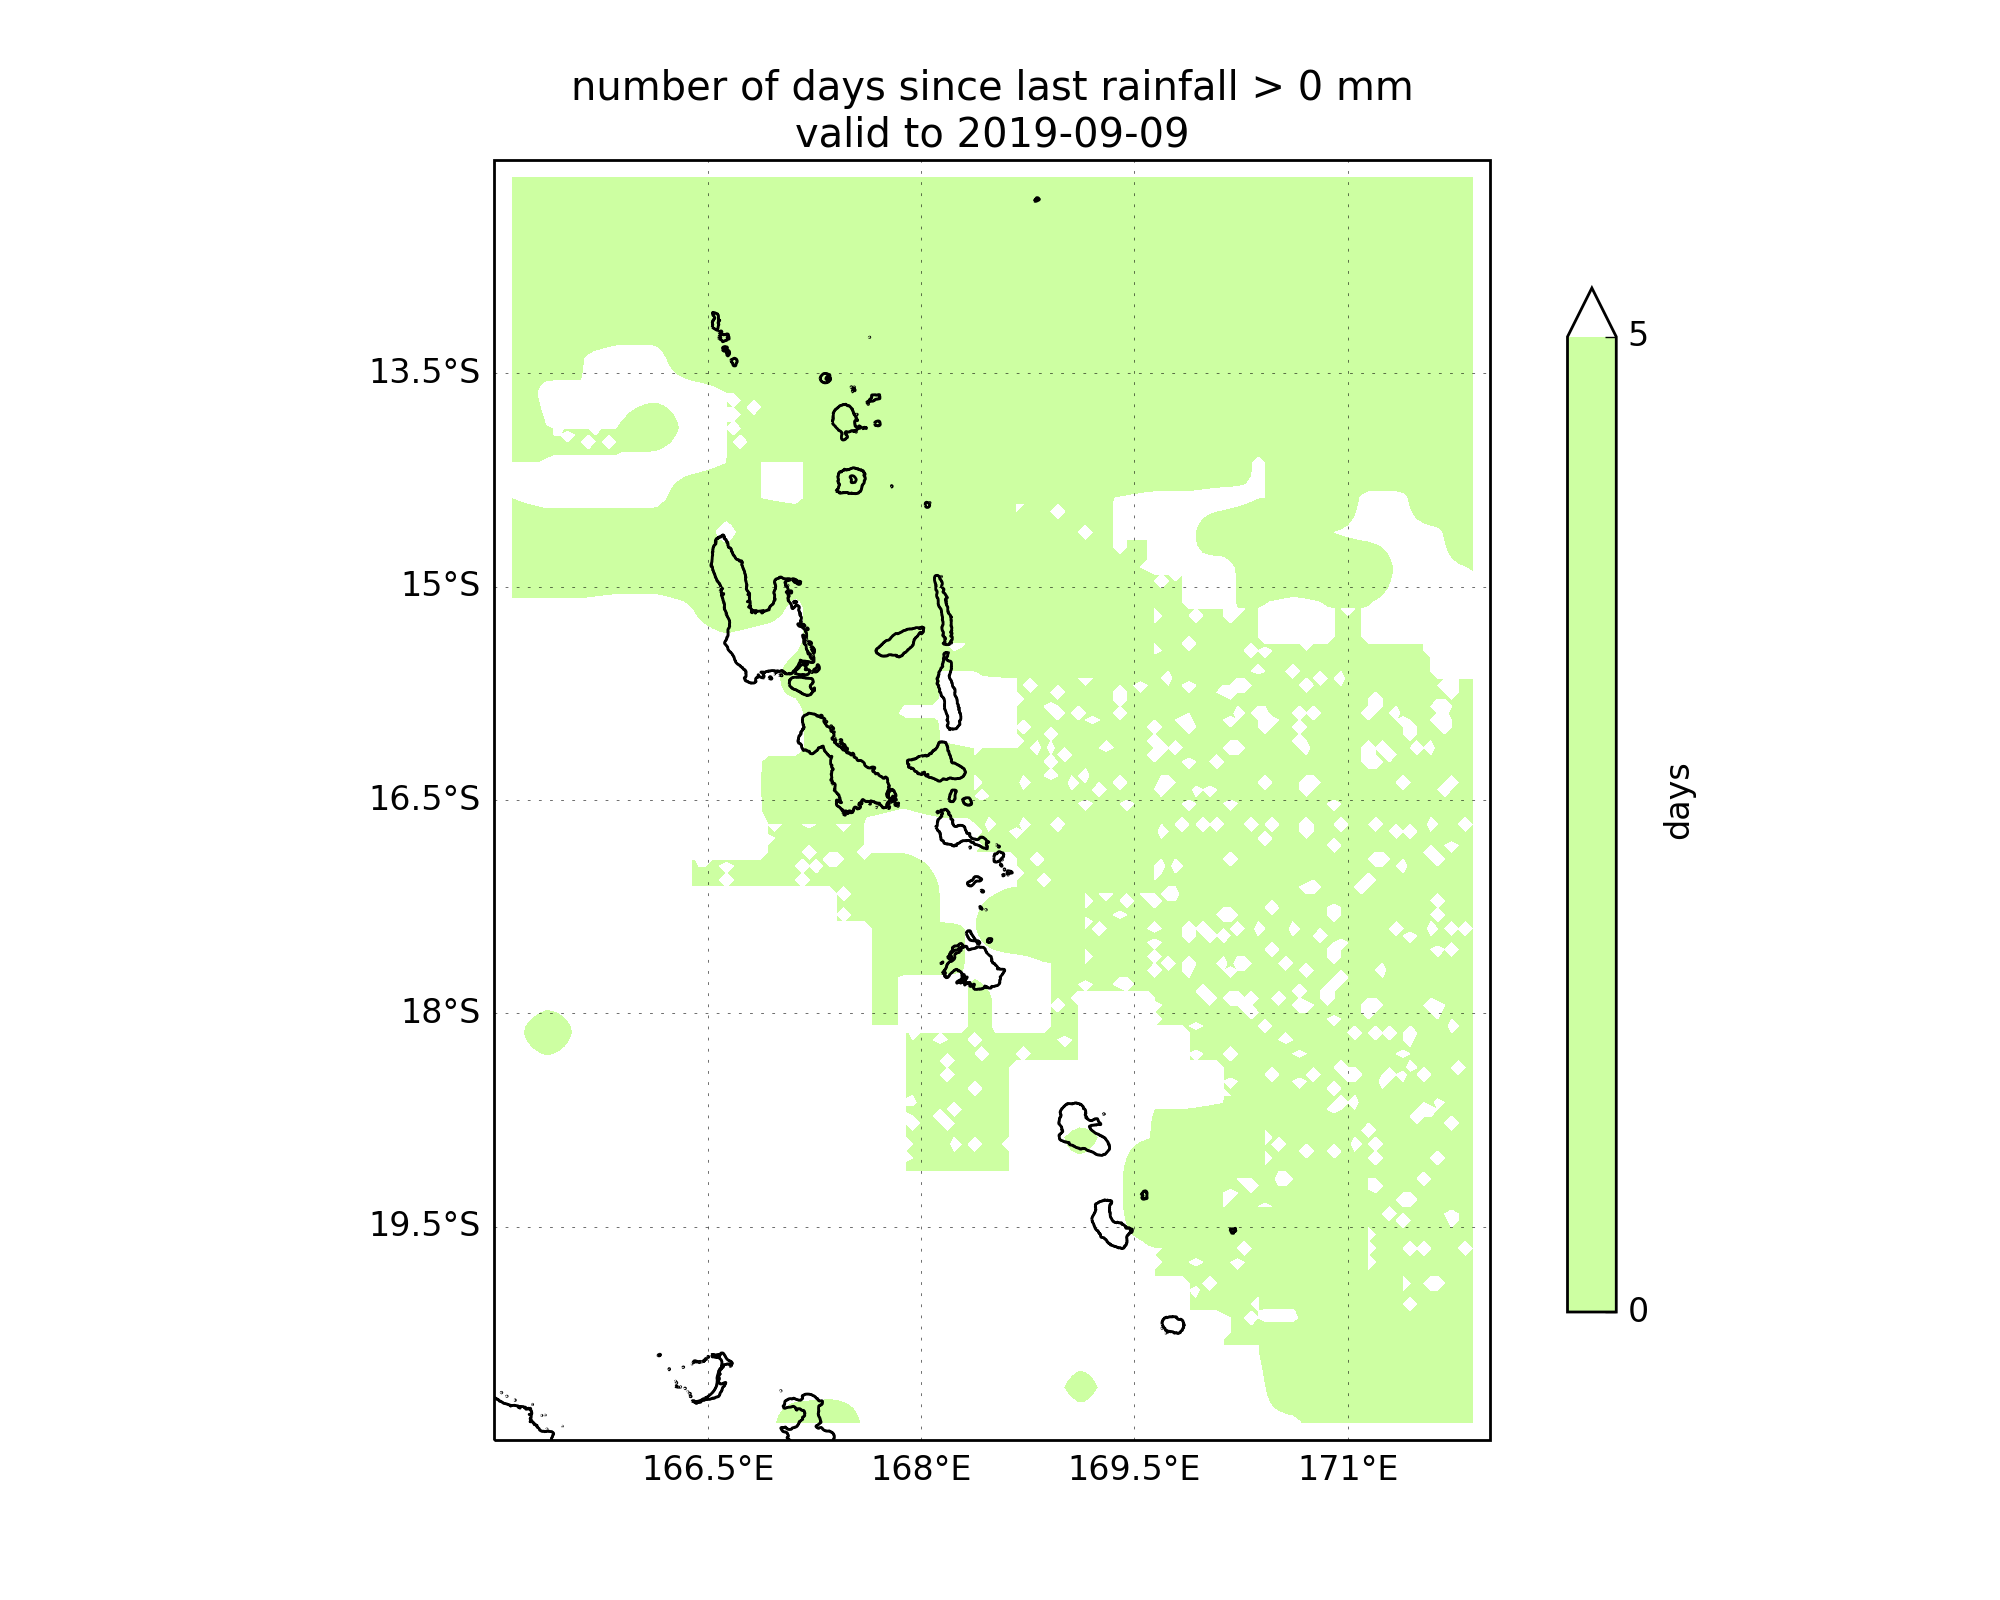 number of days since last rainfall > 0 mm
valid to 2019-09-09
13.5°S
15°S
16.5°S
18°S
19.5°S
166.5°E
168°E
169.5°E
171°E
5
0
days